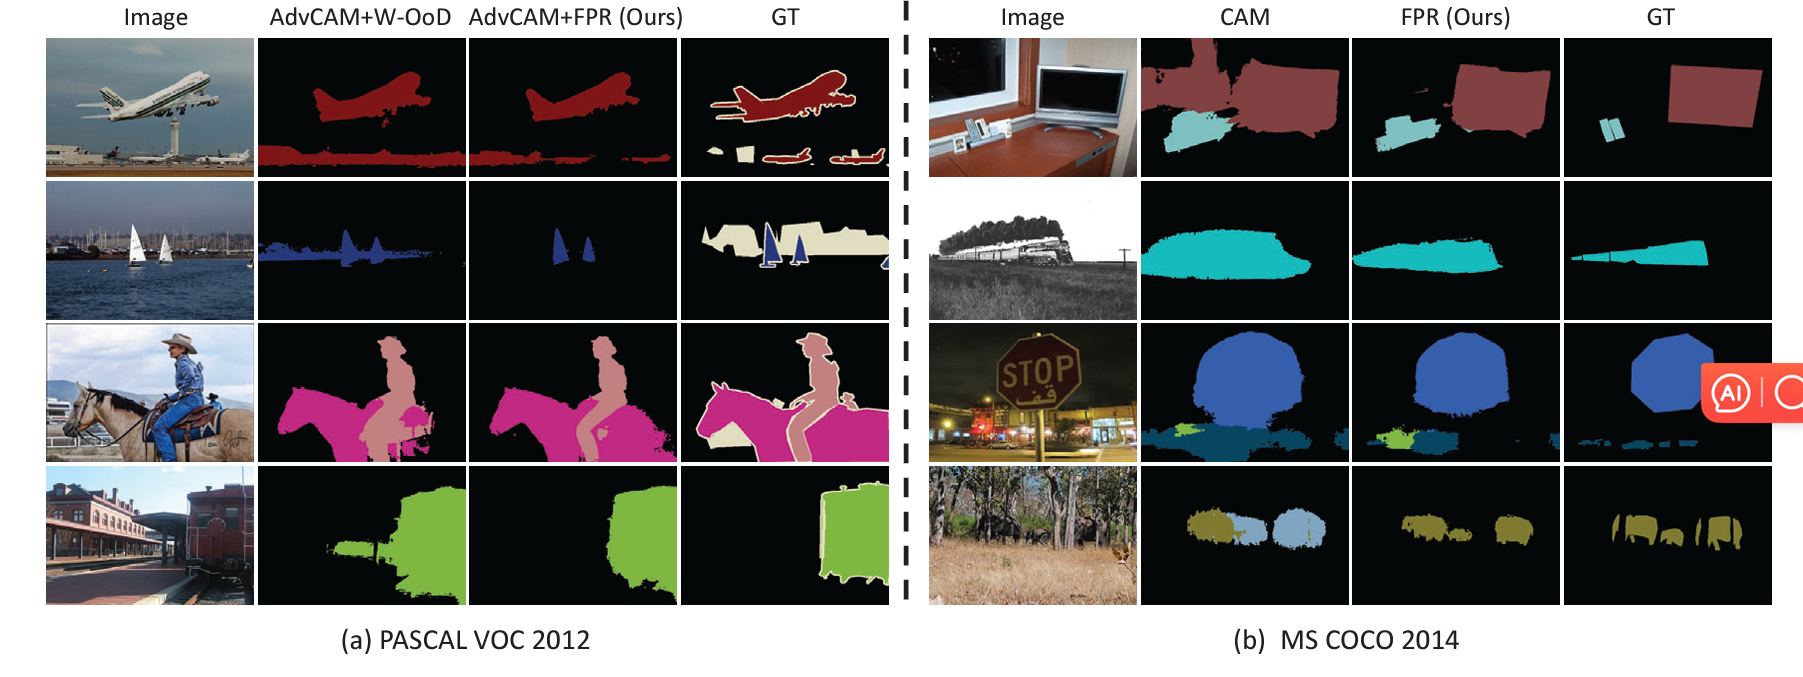 Image AdvCAM+W-OoD AdvCAM+FPR (Ours) GT
Image CAM FPR (Ours) GT
STOP
قف
AI
(a) PASCAL VOC 2012
(b) MS COCO 2014